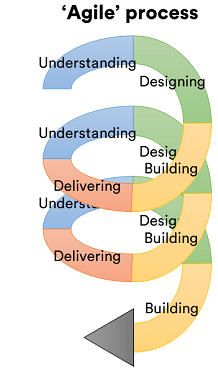 ‘Agile’ process
Understanding
Designing
Understanding
Desig
Building
Delivering
Understa
Desig
Building
Delivering
Building